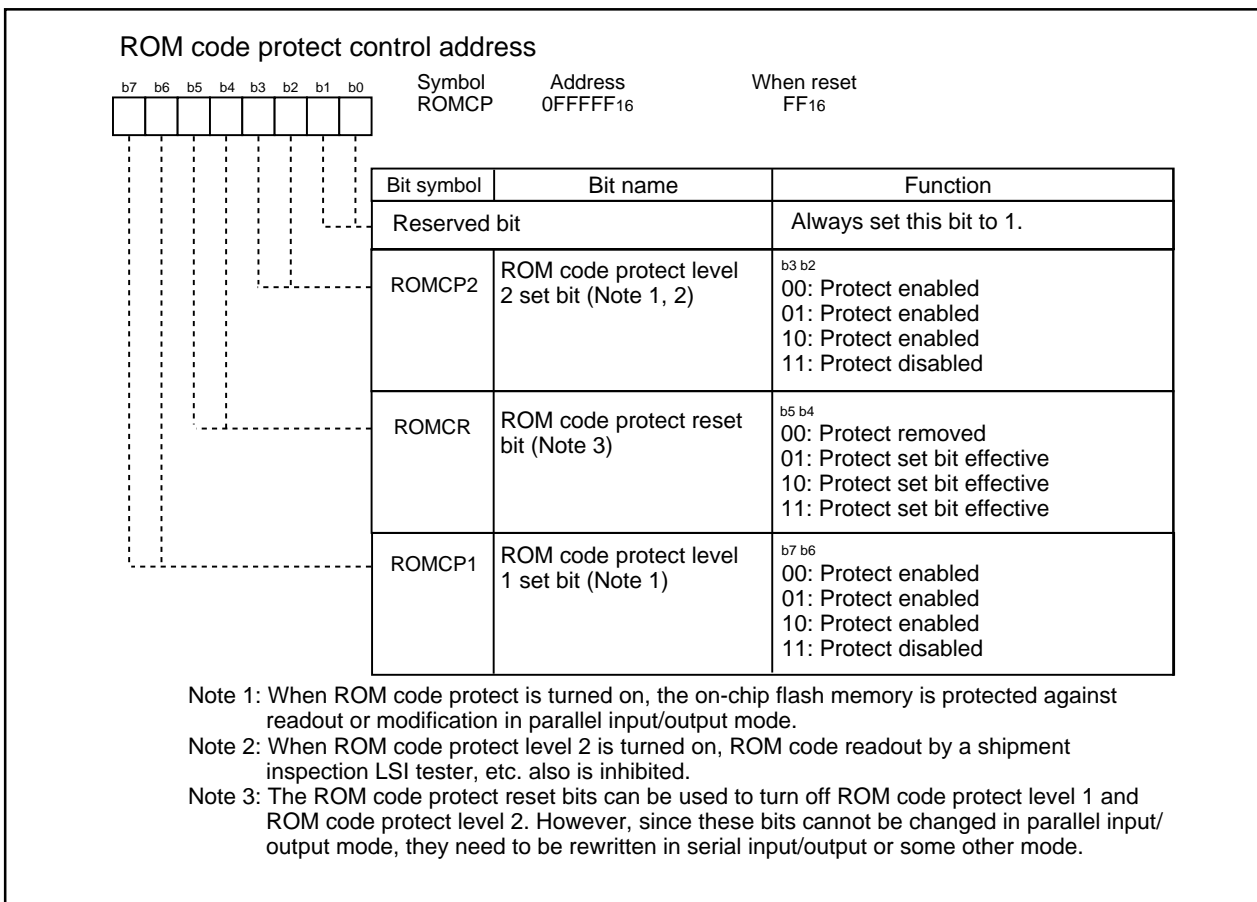 ROM code protect control address
b7 b6 b5 b4 b3 b2 b1 b0
Symbol Address When reset
ROMCP 0FFFFF16 FF16
Bit symbol Bit name Function
Reserved bit Always set this bit to 1.
ROMCP2 ROM code protect level
2 set bit (Note 1, 2)
b3 b2
00: Protect enabled
01: Protect enabled
10: Protect enabled
11: Protect disabled
ROMCR ROM code protect reset
bit (Note 3)
b5 b4
00: Protect removed
01: Protect set bit effective
10: Protect set bit effective
11: Protect set bit effective
ROMCP1 ROM code protect level
1 set bit (Note 1)
b7 b6
00: Protect enabled
01: Protect enabled
10: Protect enabled
11: Protect disabled
Note 1: When ROM code protect is turned on, the on-chip flash memory is protected against
readout or modification in parallel input/output mode.
Note 2: When ROM code protect level 2 is turned on, ROM code readout by a shipment
inspection LSI tester, etc. also is inhibited.
Note 3: The ROM code protect reset bits can be used to turn off ROM code protect level 1 and
ROM code protect level 2. However, since these bits cannot be changed in parallel input/
output mode, they need to be rewritten in serial input/output or some other mode.